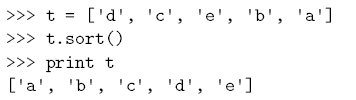 >>> t = ['d', 'c', 'e', 'b', 'a']
>>> t.sort()
>>> print t
['a', 'b', 'c', 'd', 'e']